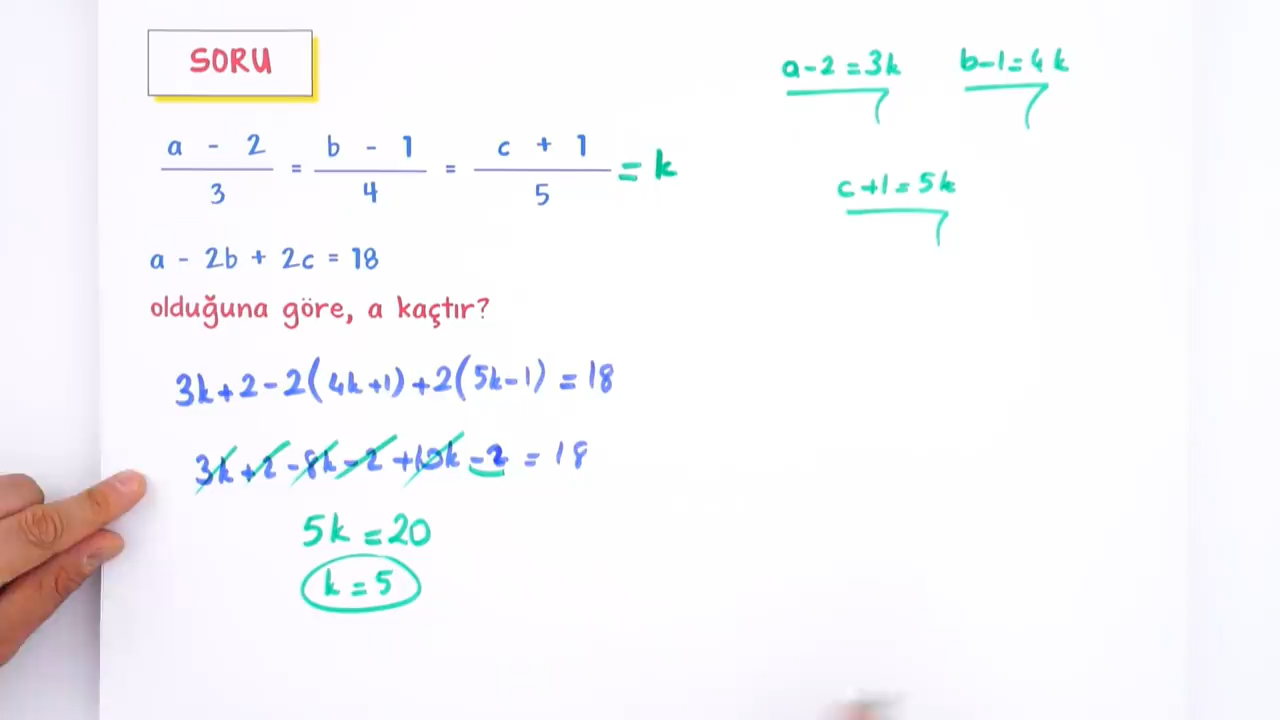 SORU
a - 2 / 3 = b - 1 / 4 = c + 1 / 5 = k
a - 2b + 2c = 18
olduğuna göre, a kaçtır?
3k+2-2(4k+1)+2(5k-1)=18
3k+2-8k-2+10k-2=18
5k=20
k=5
a-2=3k
b-1=4k
c+1=5k